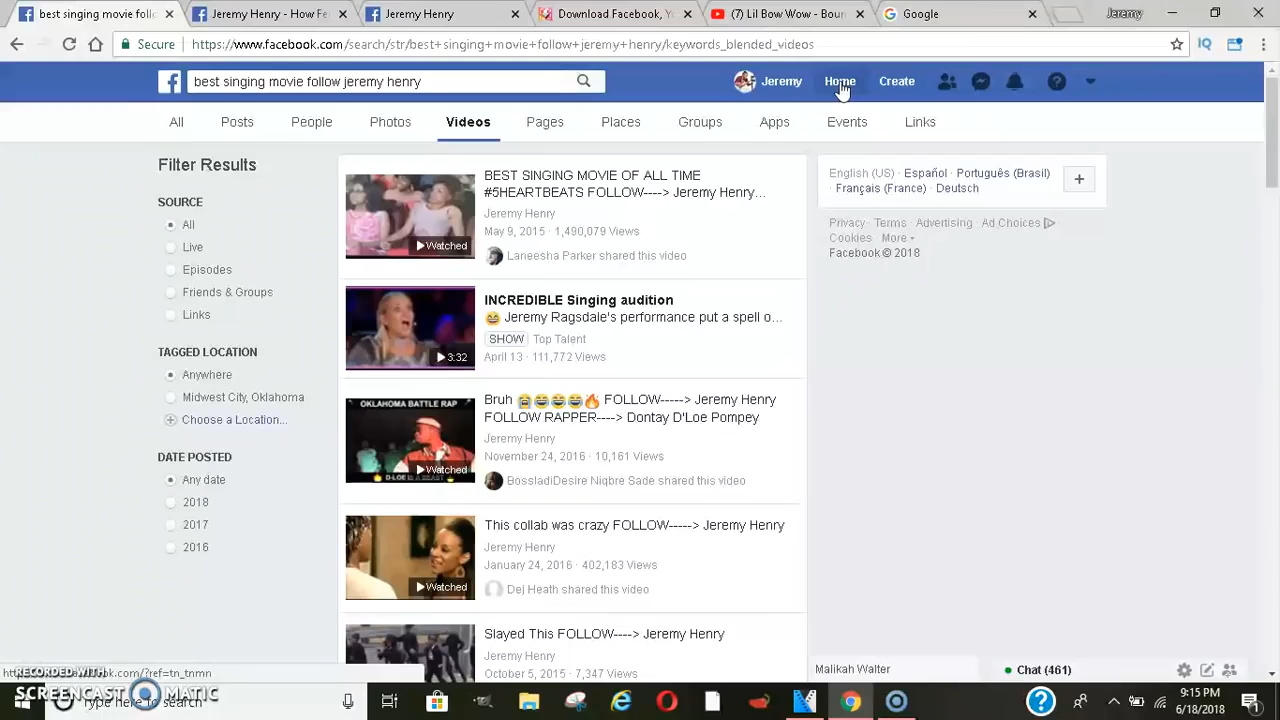 best singing movie fo
Jeremy Henry - How Fe
Jeremy Henry
Download Facebook, Yo
(7) Lil Bow Wow - Boun
Google
Jeremy
Secure
https://www.facebook.com/search/str/best+singing+movie+follow+jeremy+henry/keywords_blended_videos
best singing movie follow jeremy henry
Jeremy
Home
Create
All
Posts
People
Photos
Videos
Pages
Places
Groups
Apps
Events
Links
Filter Results
SOURCE
All
Live
Episodes
Friends & Groups
Links
TAGGED LOCATION
Anywhere
Midwest City, Oklahoma
Choose a Location...
DATE POSTED
Any date
2018
2017
2016
BEST SINGING MOVIE OF ALL TIME
#5HEARTBEATS FOLLOW----> Jeremy Henry...
Jeremy Henry
May 9, 2015 · 1,490,079 Views
Laneesha Parker shared this video
Watched
INCREDIBLE Singing audition
😂 Jeremy Ragsdale's performance put a spell o...
SHOW Top Talent
April 13 · 111,772 Views
3:32
Bruh 😭😂😂😂🔥 FOLLOW-----> Jeremy Henry
FOLLOW RAPPER----> Dontay D'Loe Pompey
Jeremy Henry
November 24, 2016 · 10,161 Views
BossladiDesire Niqbre Sade shared this video
OKLAHOMA BATTLE RAP
Watched
D-LOE IS A BEAST
This collab was crazy FOLLOW-----> Jeremy Henry
Jeremy Henry
January 24, 2016 · 402,183 Views
Dej Heath shared this video
Watched
Slayed This FOLLOW----> Jeremy Henry
Jeremy Henry
October 5, 2015 · 7,347 Views
English (US) · Español · Português (Brasil)
· Français (France) · Deutsch
Privacy · Terms · Advertising · Ad Choices
Cookies · More
Facebook © 2018
Malikah Walter
Chat (461)
RECORDED WITH
SCREENCAST MATIC
Type here to search
9:15 PM
6/18/2018